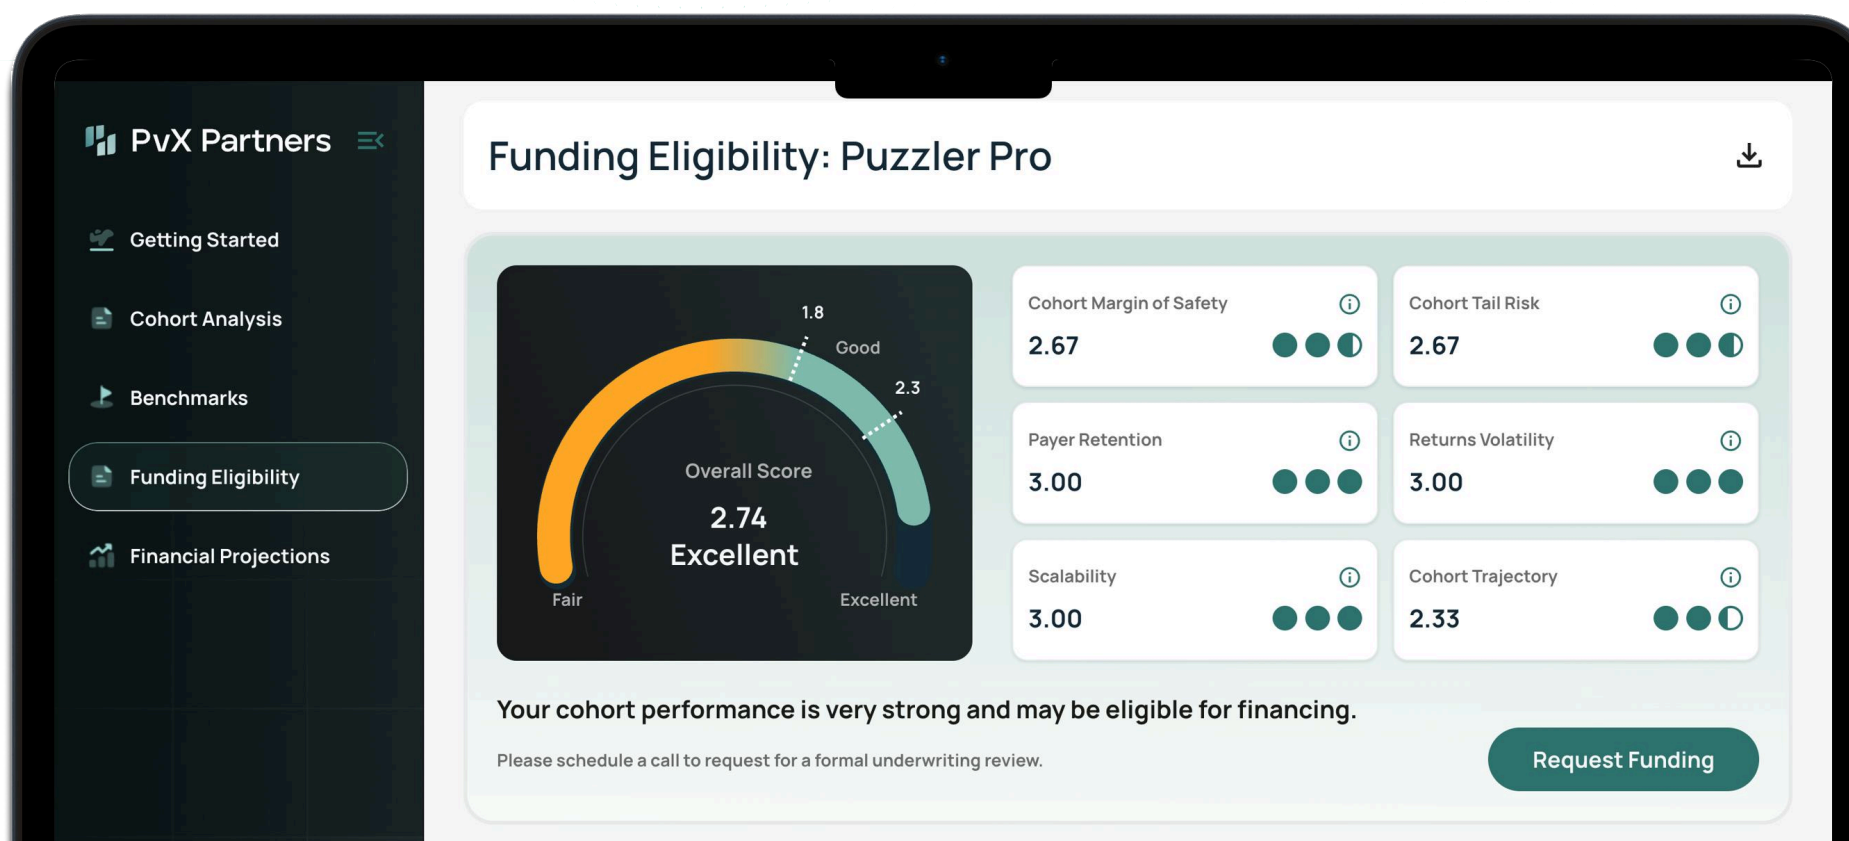 PvX Partners
Getting Started
Cohort Analysis
Benchmarks
Funding Eligibility
Financial Projections
Funding Eligibility: Puzzler Pro
1.8
Good
2.3
Overall Score
2.74
Excellent
Fair
Excellent
Cohort Margin of Safety
2.67
Cohort Tail Risk
2.67
Payer Retention
3.00
Returns Volatility
3.00
Scalability
3.00
Cohort Trajectory
2.33
Your cohort performance is very strong and may be eligible for financing.
Please schedule a call to request for a formal underwriting review.
Request Funding